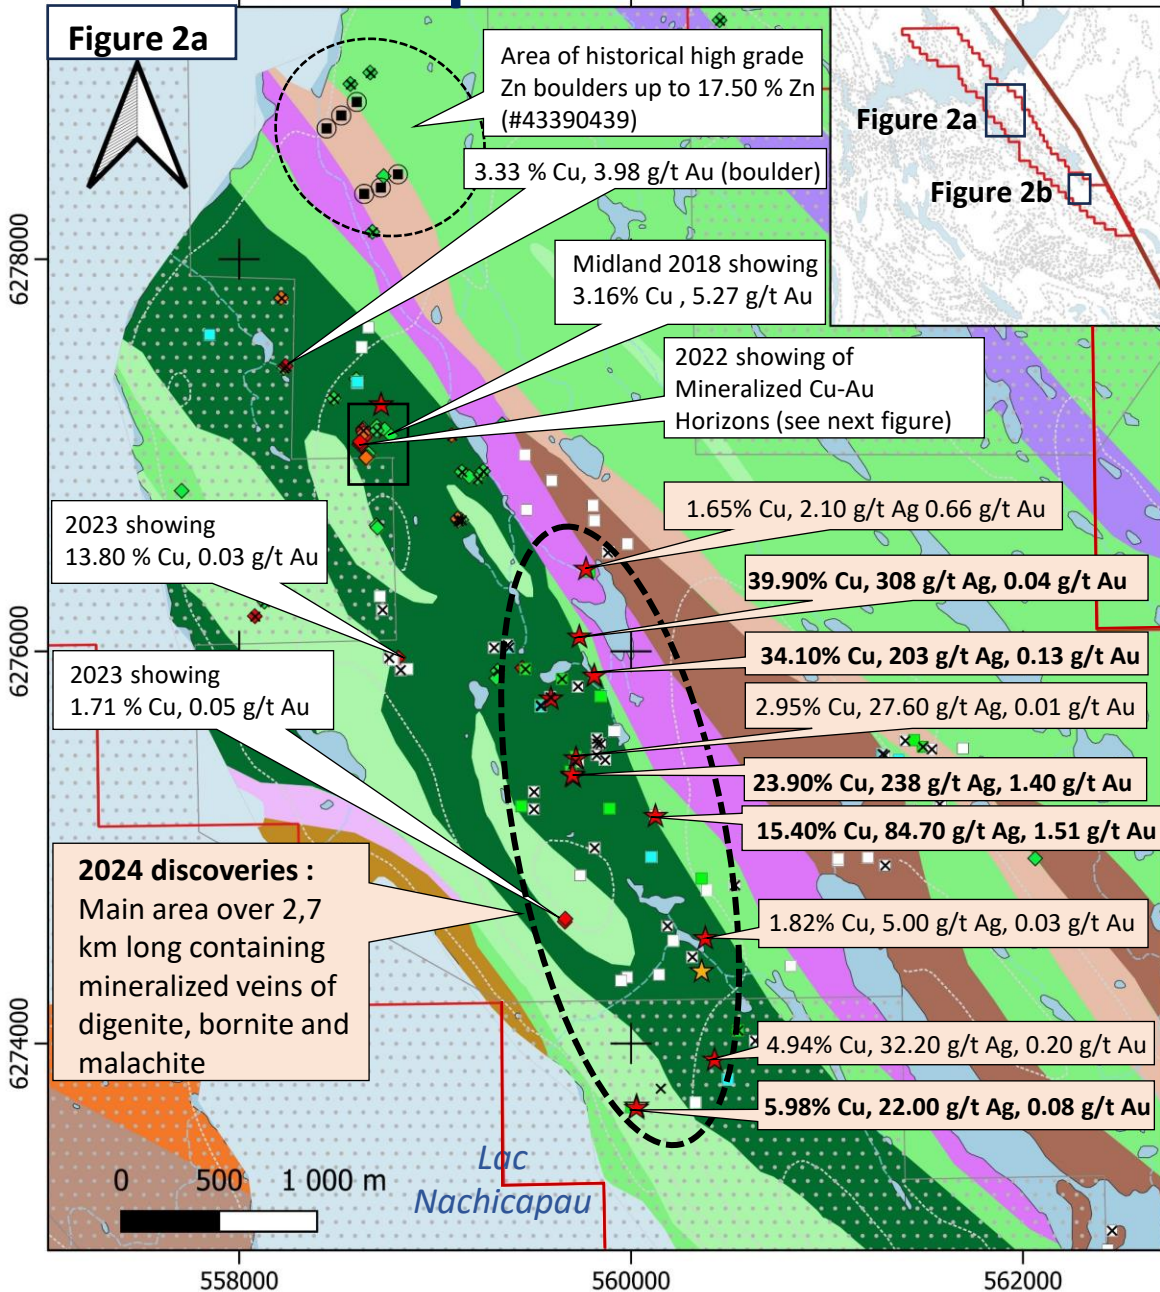 Figure 2a
Area of historical high grade
Zn boulders up to 17.50 % Zn
(#43390439)
3.33 % Cu, 3.98 g/t Au (boulder)
Midland 2018 showing
3.16% Cu , 5.27 g/t Au
2022 showing of
Mineralized Cu-Au
Horizons (see next figure)
Figure 2a
Figure 2b
1.65% Cu, 2.10 g/t Ag 0.66 g/t Au
39.90% Cu, 308 g/t Ag, 0.04 g/t Au
34.10% Cu, 203 g/t Ag, 0.13 g/t Au
2.95% Cu, 27.60 g/t Ag, 0.01 g/t Au
23.90% Cu, 238 g/t Ag, 1.40 g/t Au
15.40% Cu, 84.70 g/t Ag, 1.51 g/t Au
1.82% Cu, 5.00 g/t Ag, 0.03 g/t Au
4.94% Cu, 32.20 g/t Ag, 0.20 g/t Au
5.98% Cu, 22.00 g/t Ag, 0.08 g/t Au
2023 showing
13.80 % Cu, 0.03 g/t Au
2023 showing
1.71 % Cu, 0.05 g/t Au
2024 discoveries :
Main area over 2,7
km long containing
mineralized veins of
digenite, bornite and
malachite
0 500 1 000 m
Lac
Nachicapau
6278000
6276000
6274000
558000 560000 562000